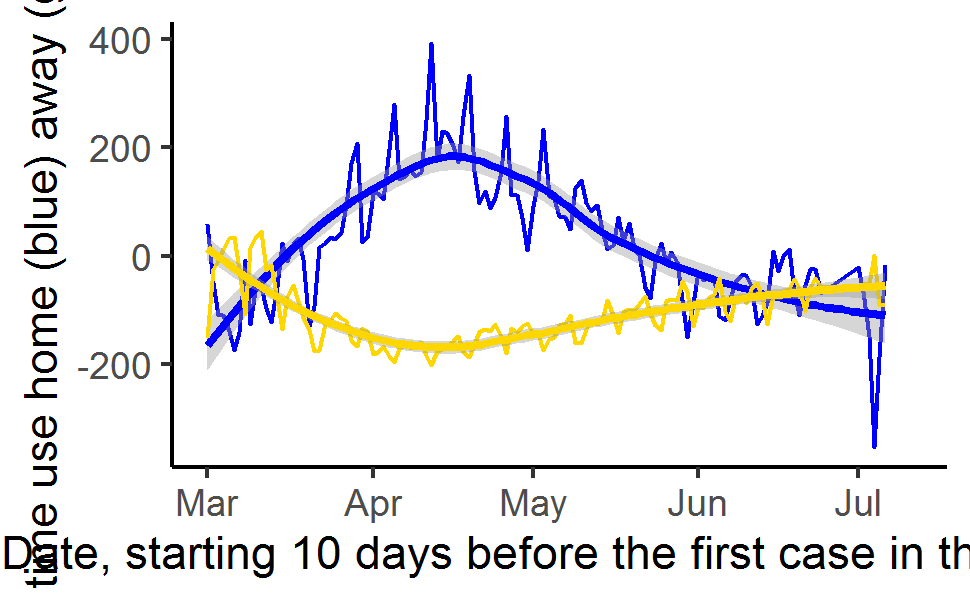 time use home (blue) away (
400
200
0
-200
Mar Apr May Jun Jul
Date, starting 10 days before the first case in th